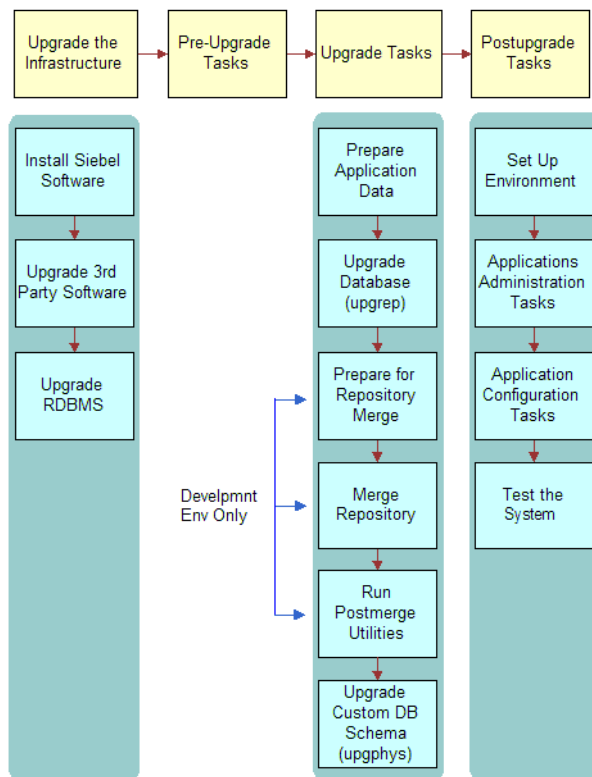 Upgrade the
Infrastructure
Pre-Upgrade
Tasks
Upgrade Tasks
Postupgrade
Tasks
Install Siebel
Software
Upgrade 3rd
Party Software
Upgrade
RDBMS
Develpmnt
Env Only
Prepare
Application
Data
Upgrade
Database
(upgrep)
Prepare for
Repository
Merge
Merge
Repository
Run
Postmerge
Utilities
Upgrade
Custom DB
Schema
(upgphys)
Set Up
Environment
Applications
Administration
Tasks
Application
Configuration
Tasks
Test the
System